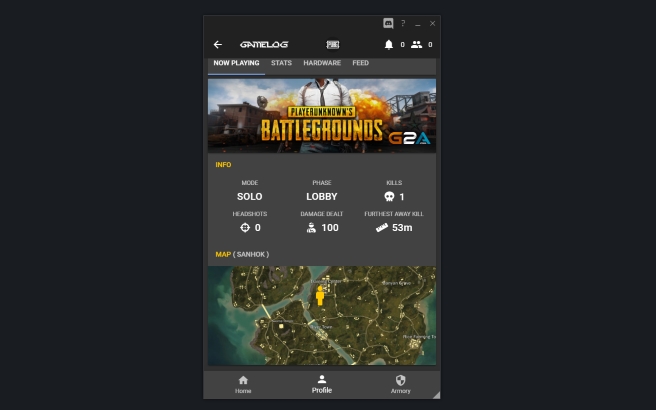 ?
GAMELOG
PUBG
0
0
NOW PLAYING STATS HARDWARE FEED
PLAYERUNKNOWN'S
BATTLEGROUNDS
G2A
INFO
MODE PHASE KILLS
SOLO LOBBY 1
HEADSHOTS DAMAGE DEALT FURTHEST AWAY KILL
0 100 53m
MAP ( SANHOK )
Home Profile Armory